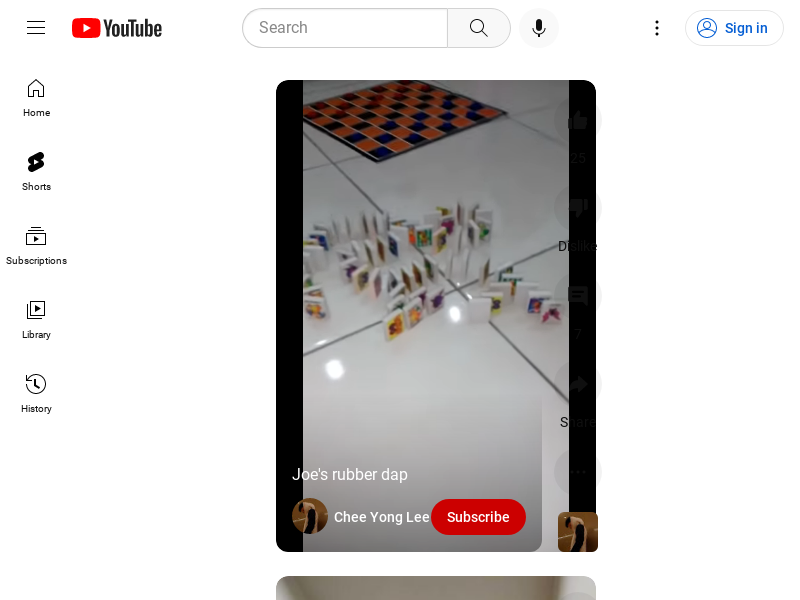 YouTube
Search
Sign in
Home
Shorts
Subscriptions
Library
History
25
Dislike
7
Share
Joe's rubber dap
Chee Yong Lee
Subscribe